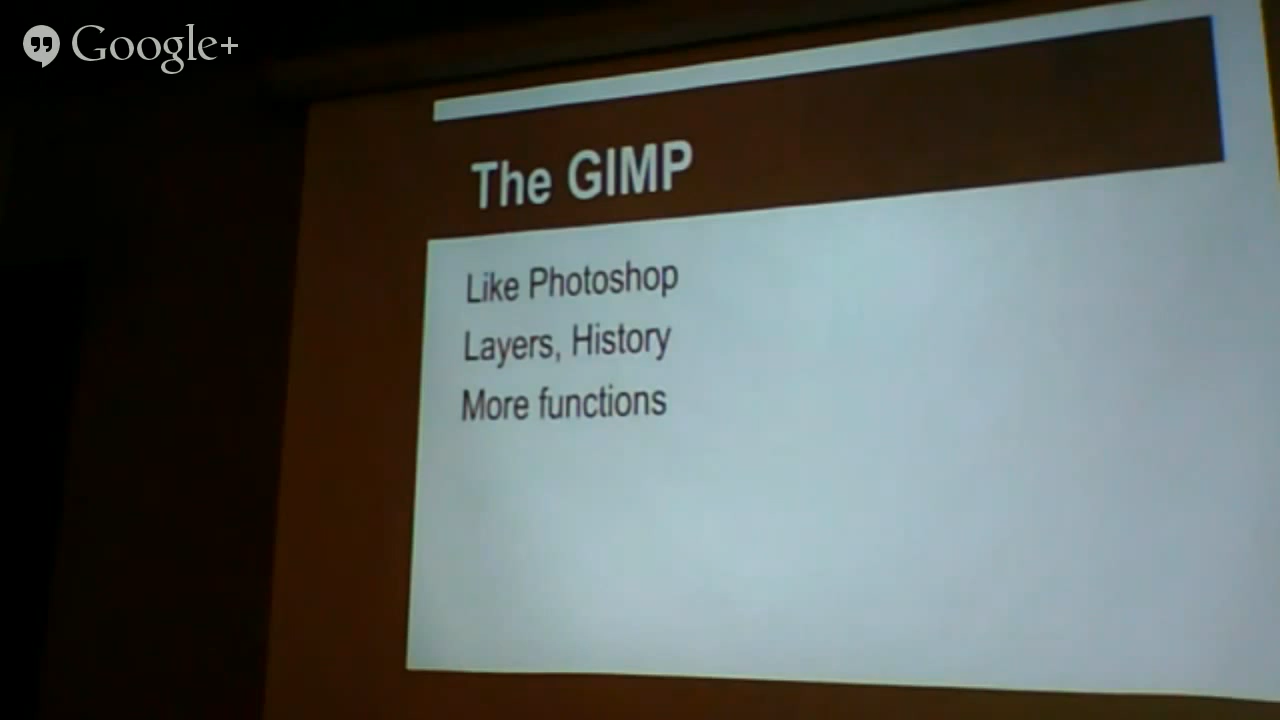 Google+
The GIMP
Like Photoshop
Layers, History
More functions